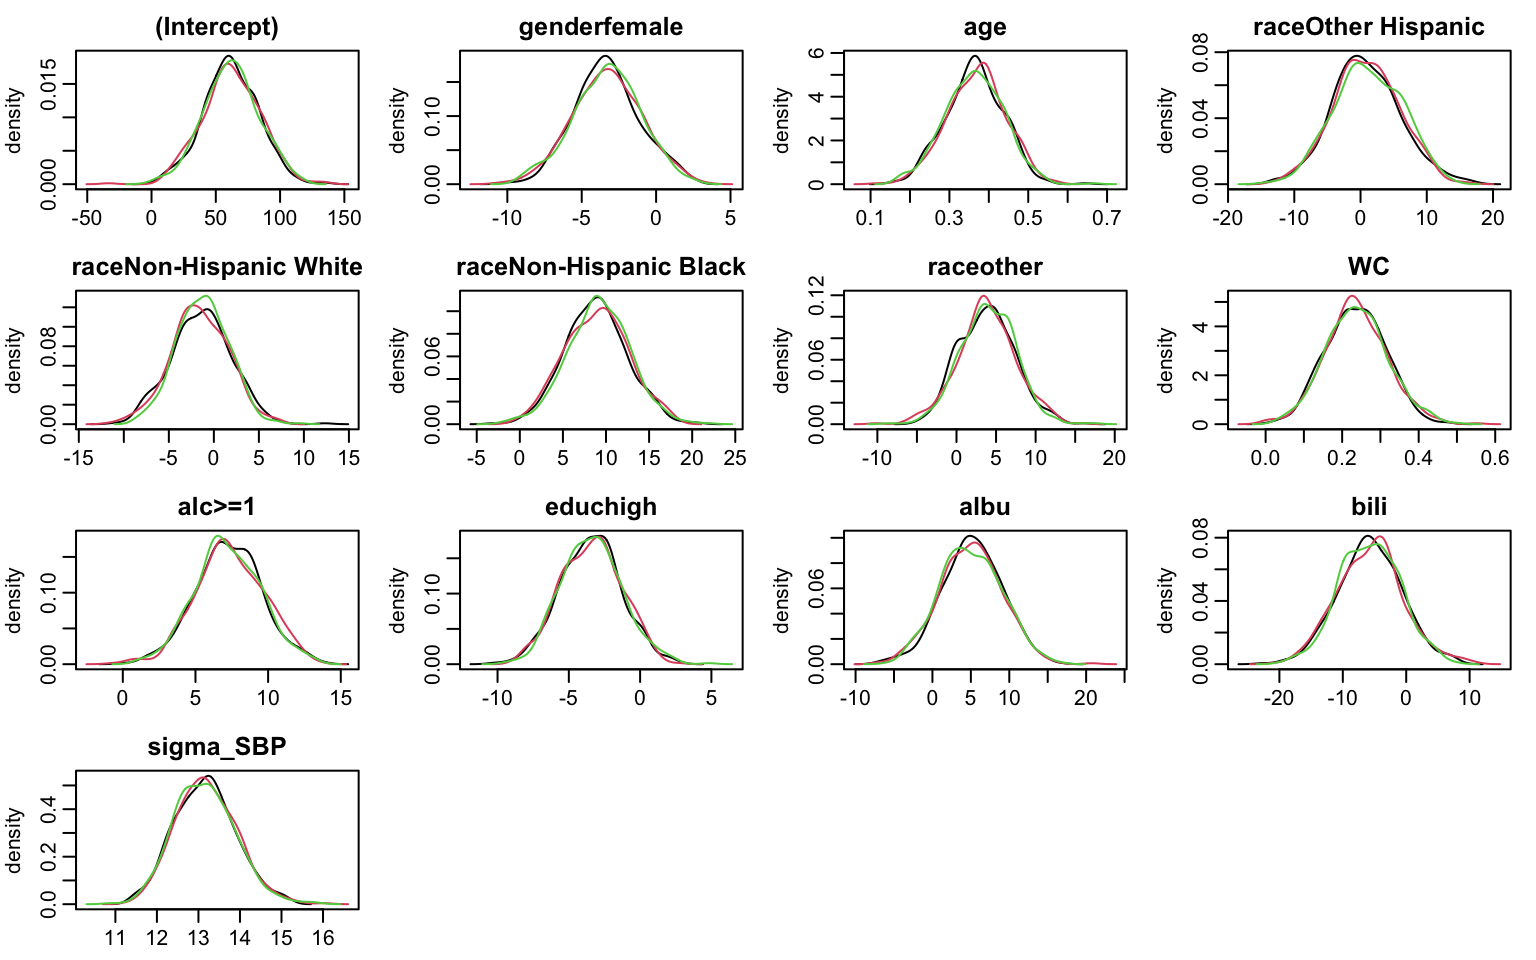 (Intercept) genderfemale age raceOther Hispanic
density 0.000 0.015 density 0.00 0.10 density 0 2 4 6 density 0.00 0.04 0.08
-50 0 50 100 150 -10 -5 0 5 0.1 0.3 0.5 0.7 -20 -10 0 10 20
raceNon-Hispanic White raceNon-Hispanic Black raceother WC
density 0.00 0.08 density 0.00 0.06 density 0.00 0.06 0.12 density 0 2 4
-15 -5 0 5 10 15 -5 0 5 10 15 20 25 -10 0 5 10 20 0.0 0.2 0.4 0.6
alc>=1 educhigh albu bili
density 0.00 0.10 density 0.00 0.10 density 0.00 0.06 density 0.00 0.04 0.08
0 5 10 15 -10 -5 0 5 -10 0 5 10 20 -20 -10 0 10
sigma_SBP
density 0.0 0.2 0.4
11 12 13 14 15 16